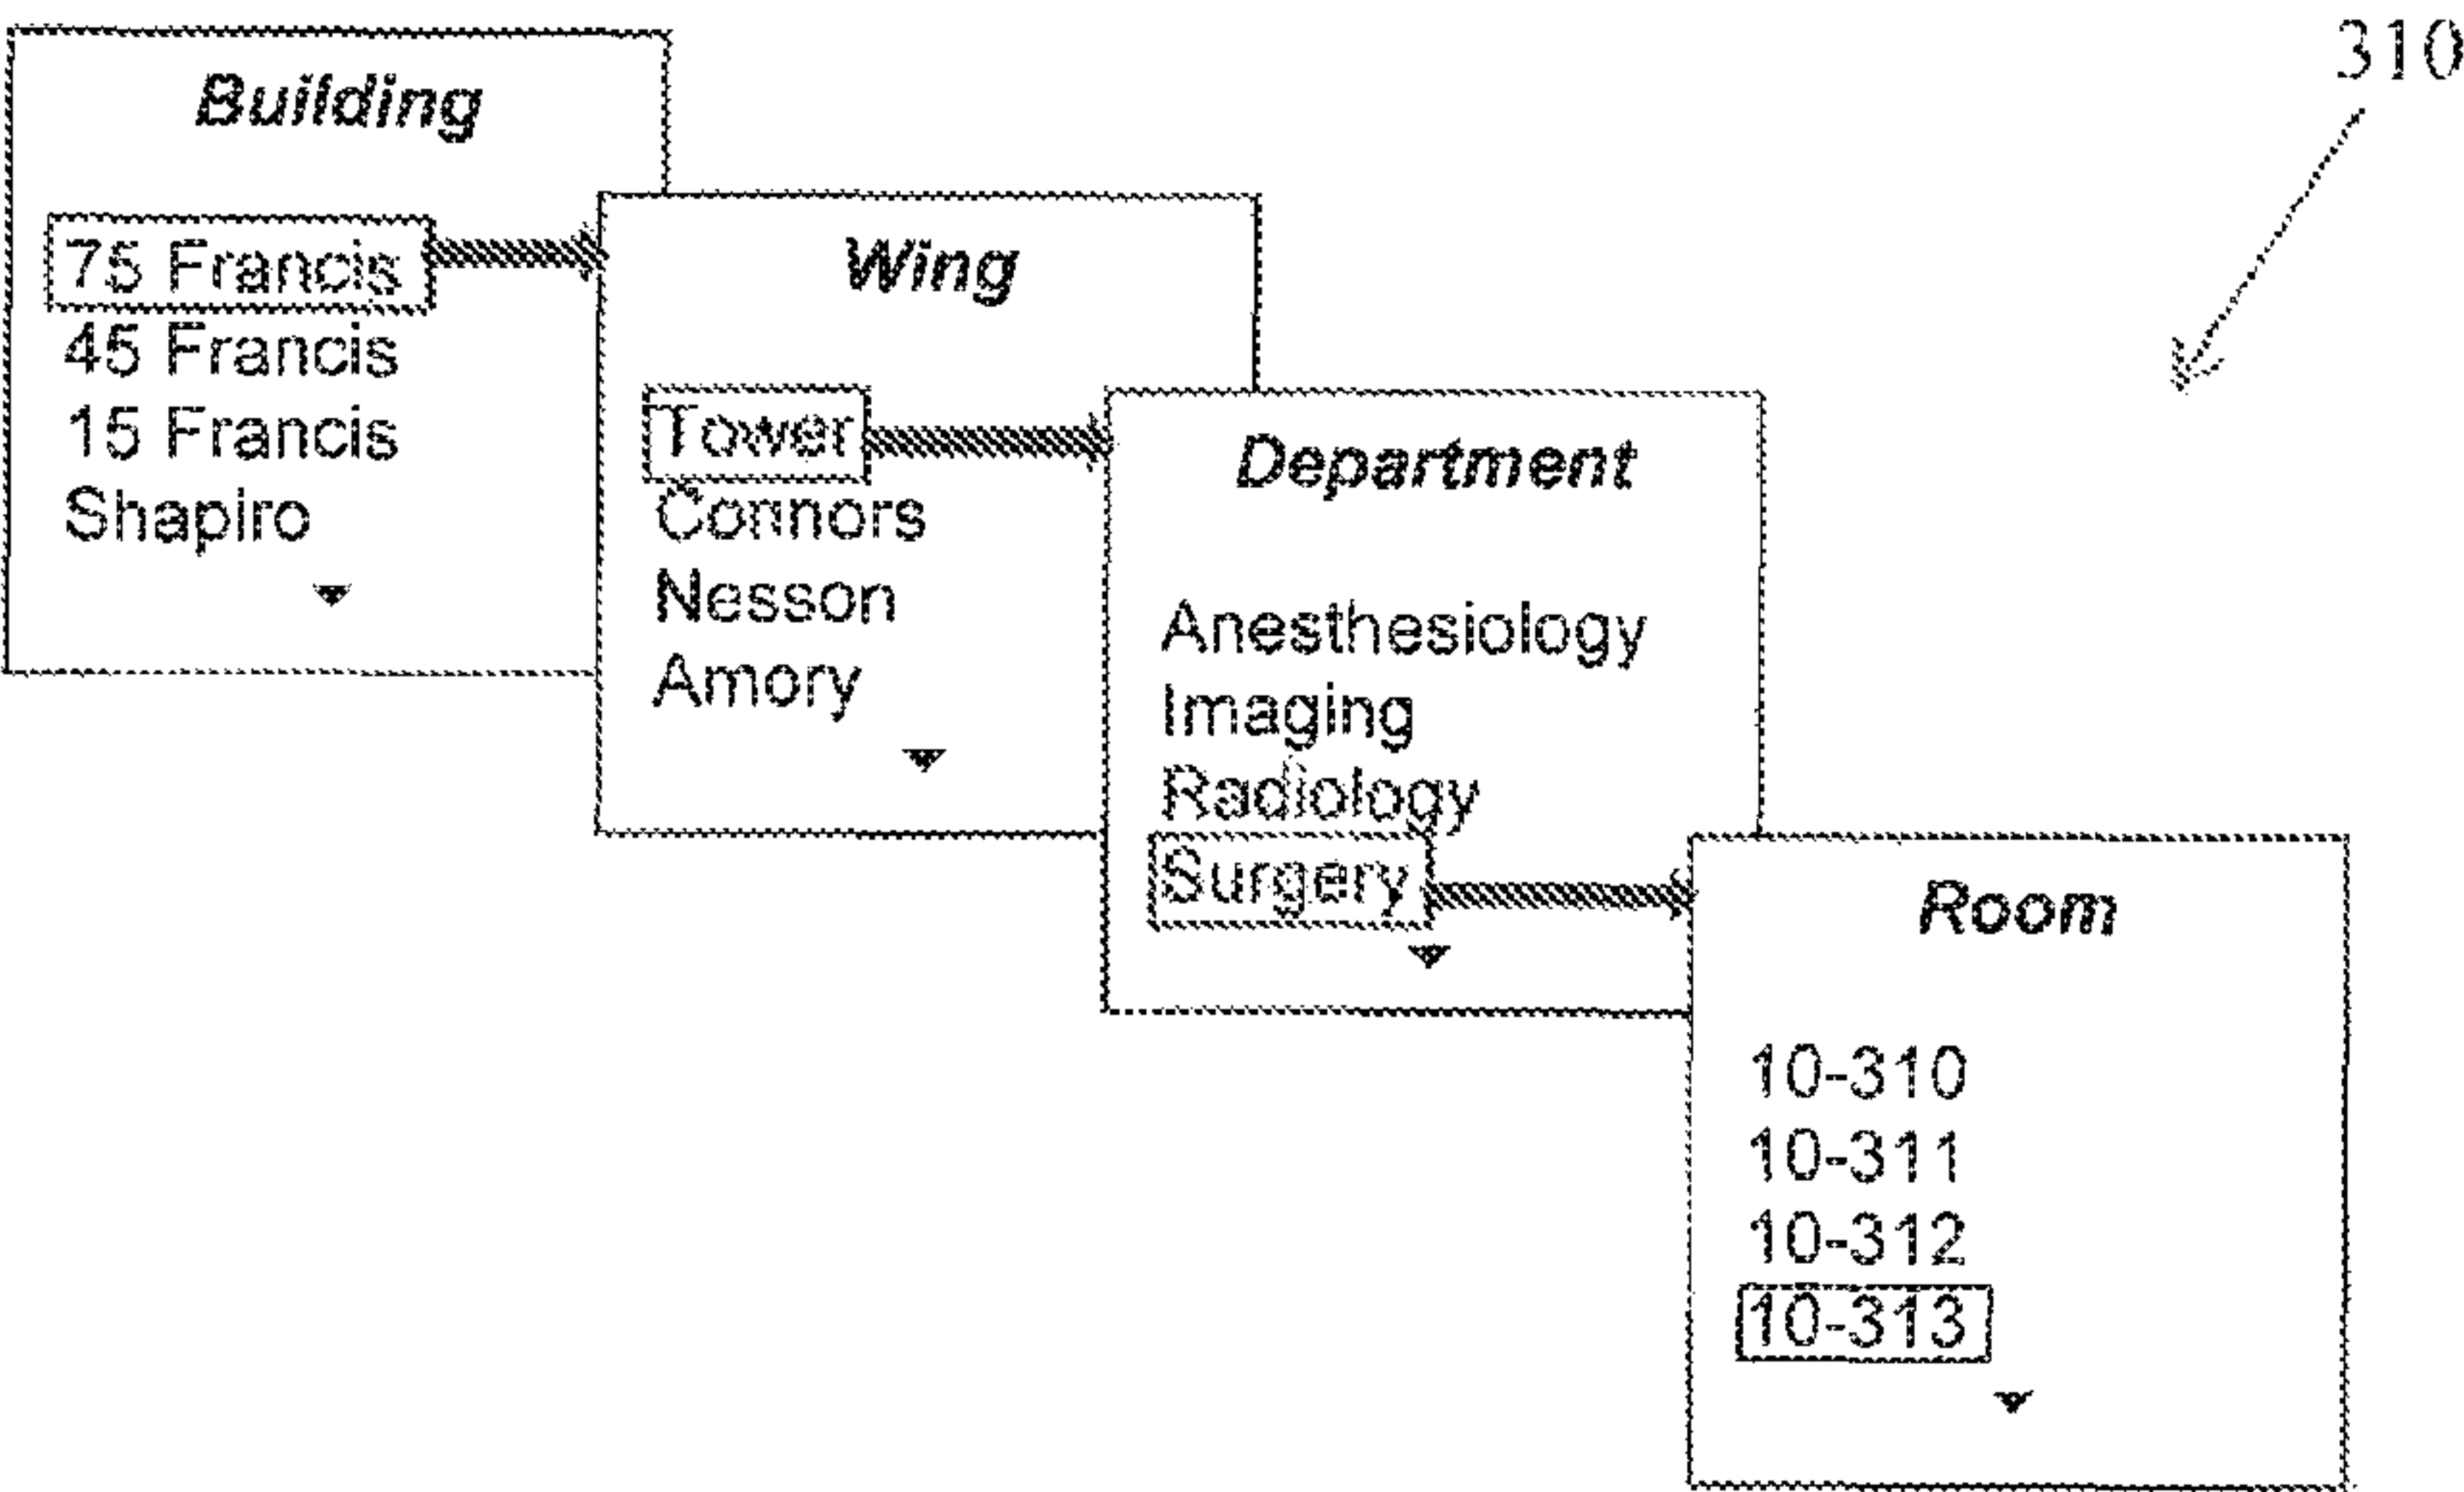 310
Building
75 Francis
45 Francis
15 Francis
Shapiro
Wing
Tower
Connors
Nesson
Amory
Department
Anesthesiology
Imaging
Radiology
Surgery
Room
10-310
10-311
10-312
10-313